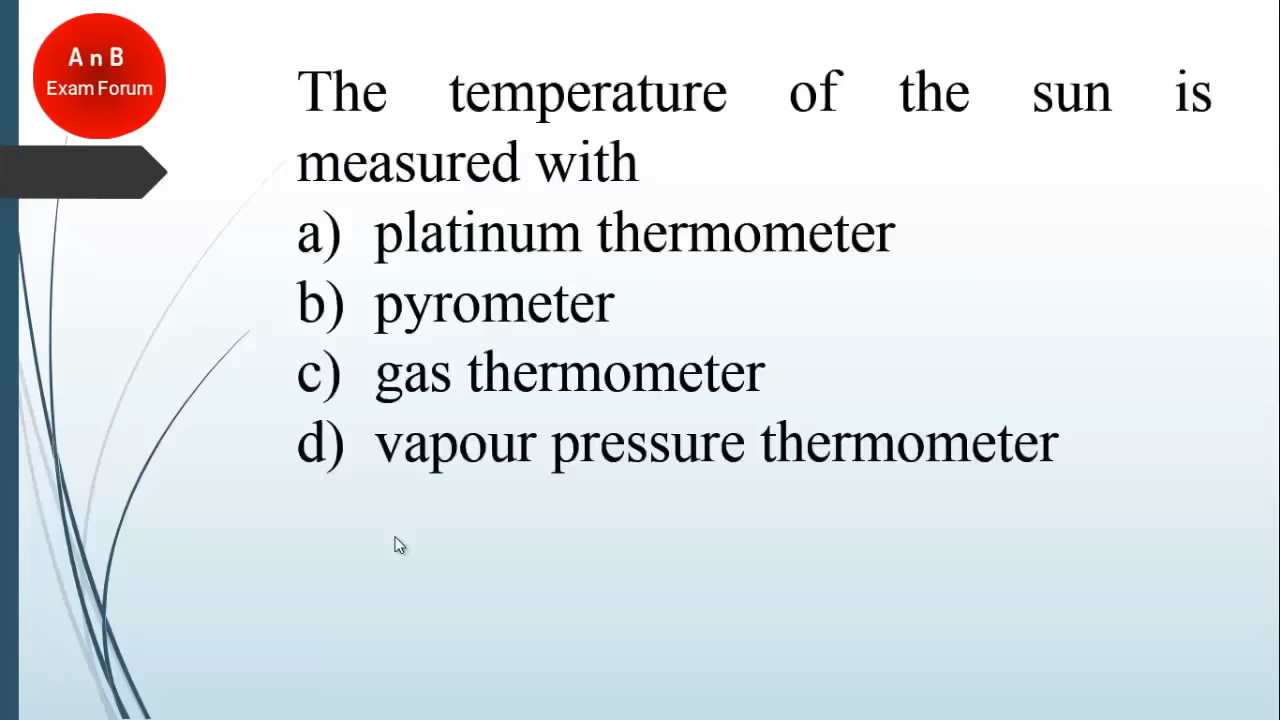 A n B
Exam Forum
The temperature of the sun is
measured with
a) platinum thermometer
b) pyrometer
c) gas thermometer
d) vapour pressure thermometer